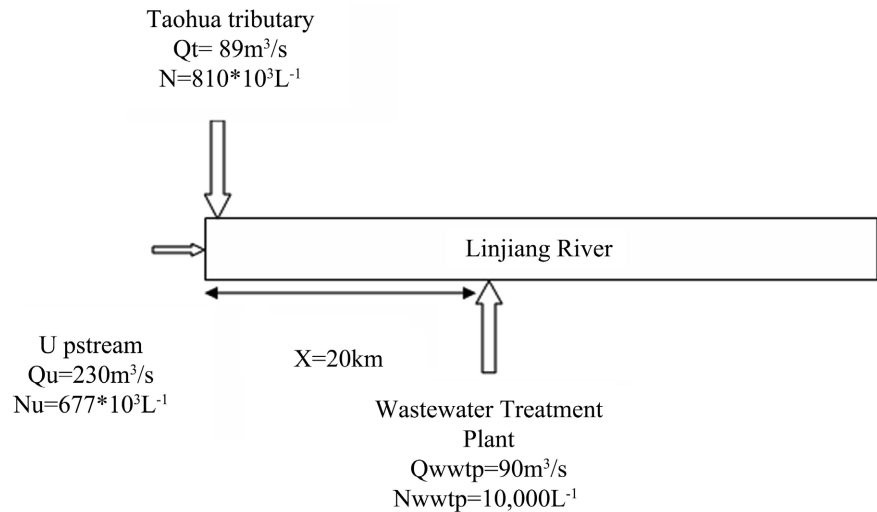 Taohua tributary
Qt= 89m³/s
N=810*10³L⁻¹
Linjiang River
U pstream
Qu=230m³/s
Nu=677*10³L⁻¹
X=20km
Wastewater Treatment
Plant
Qwwtp=90m³/s
Nwwtp=10,000L⁻¹